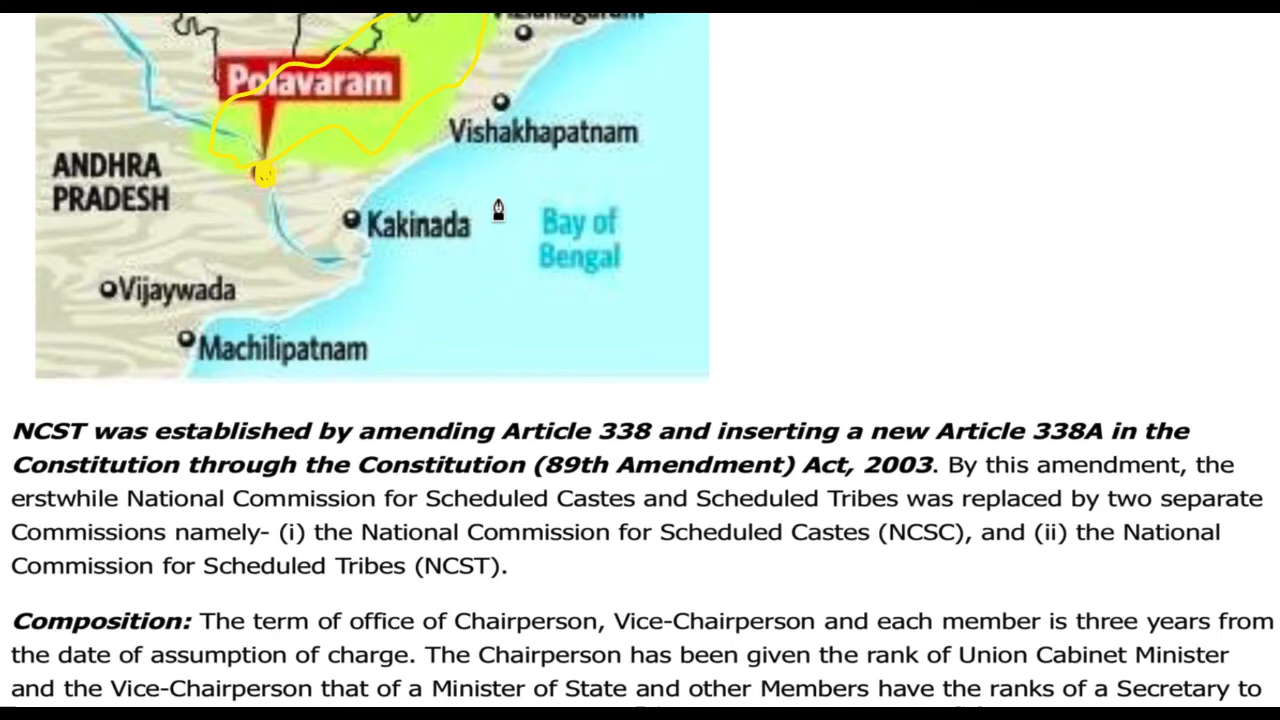 Polavaram
Vishakhapatnam
ANDHRA
PRADESH
Kakinada
Bay of
Bengal
Vijaywada
Machilipatnam
NCST was established by amending Article 338 and inserting a new Article 338A in the
Constitution through the Constitution (89th Amendment) Act, 2003. By this amendment, the
erstwhile National Commission for Scheduled Castes and Scheduled Tribes was replaced by two separate
Commissions namely- (i) the National Commission for Scheduled Castes (NCSC), and (ii) the National
Commission for Scheduled Tribes (NCST).
Composition: The term of office of Chairperson, Vice-Chairperson and each member is three years from
the date of assumption of charge. The Chairperson has been given the rank of Union Cabinet Minister
and the Vice-Chairperson that of a Minister of State and other Members have the ranks of a Secretary to